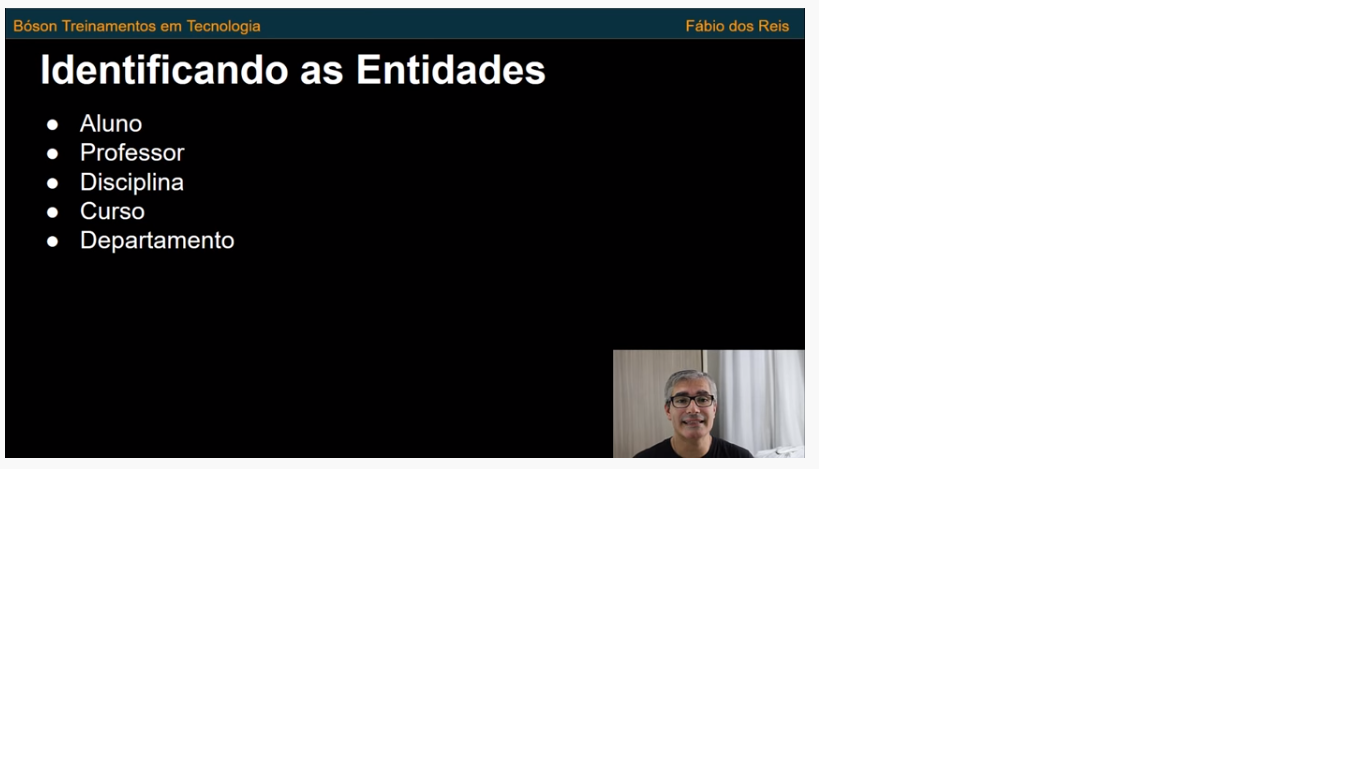 Bóson Treinamentos em Tecnologia
Fábio dos Reis
Identificando as Entidades
● Aluno
● Professor
● Disciplina
● Curso
● Departamento